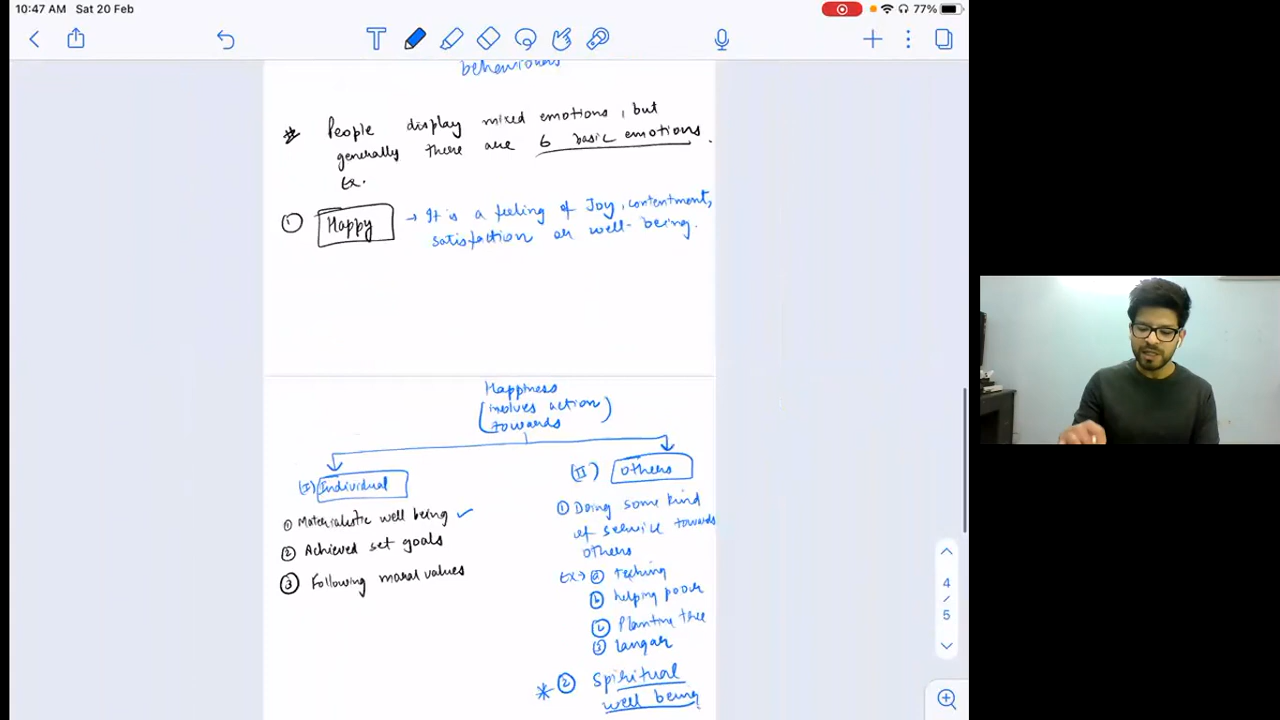 10:47 AM Sat 20 Feb
77%
behaviours
* People display mixed emotions, but
generally there are 6 basic emotions.
Ex.
① Happy → It is a feeling of Joy, contentment,
satisfaction or well-being.
Happiness
(involves action
towards)
(I) Individual
① Materialistic well being ✓
② Achieved set goals
③ Following moral values
(II) Others
① Doing some kind
of service towards
others
Ex→ ⓐ teching
ⓑ helping poor
ⓒ Planting tree
ⓓ langar
* ② Spiritual
well being
4
/
5